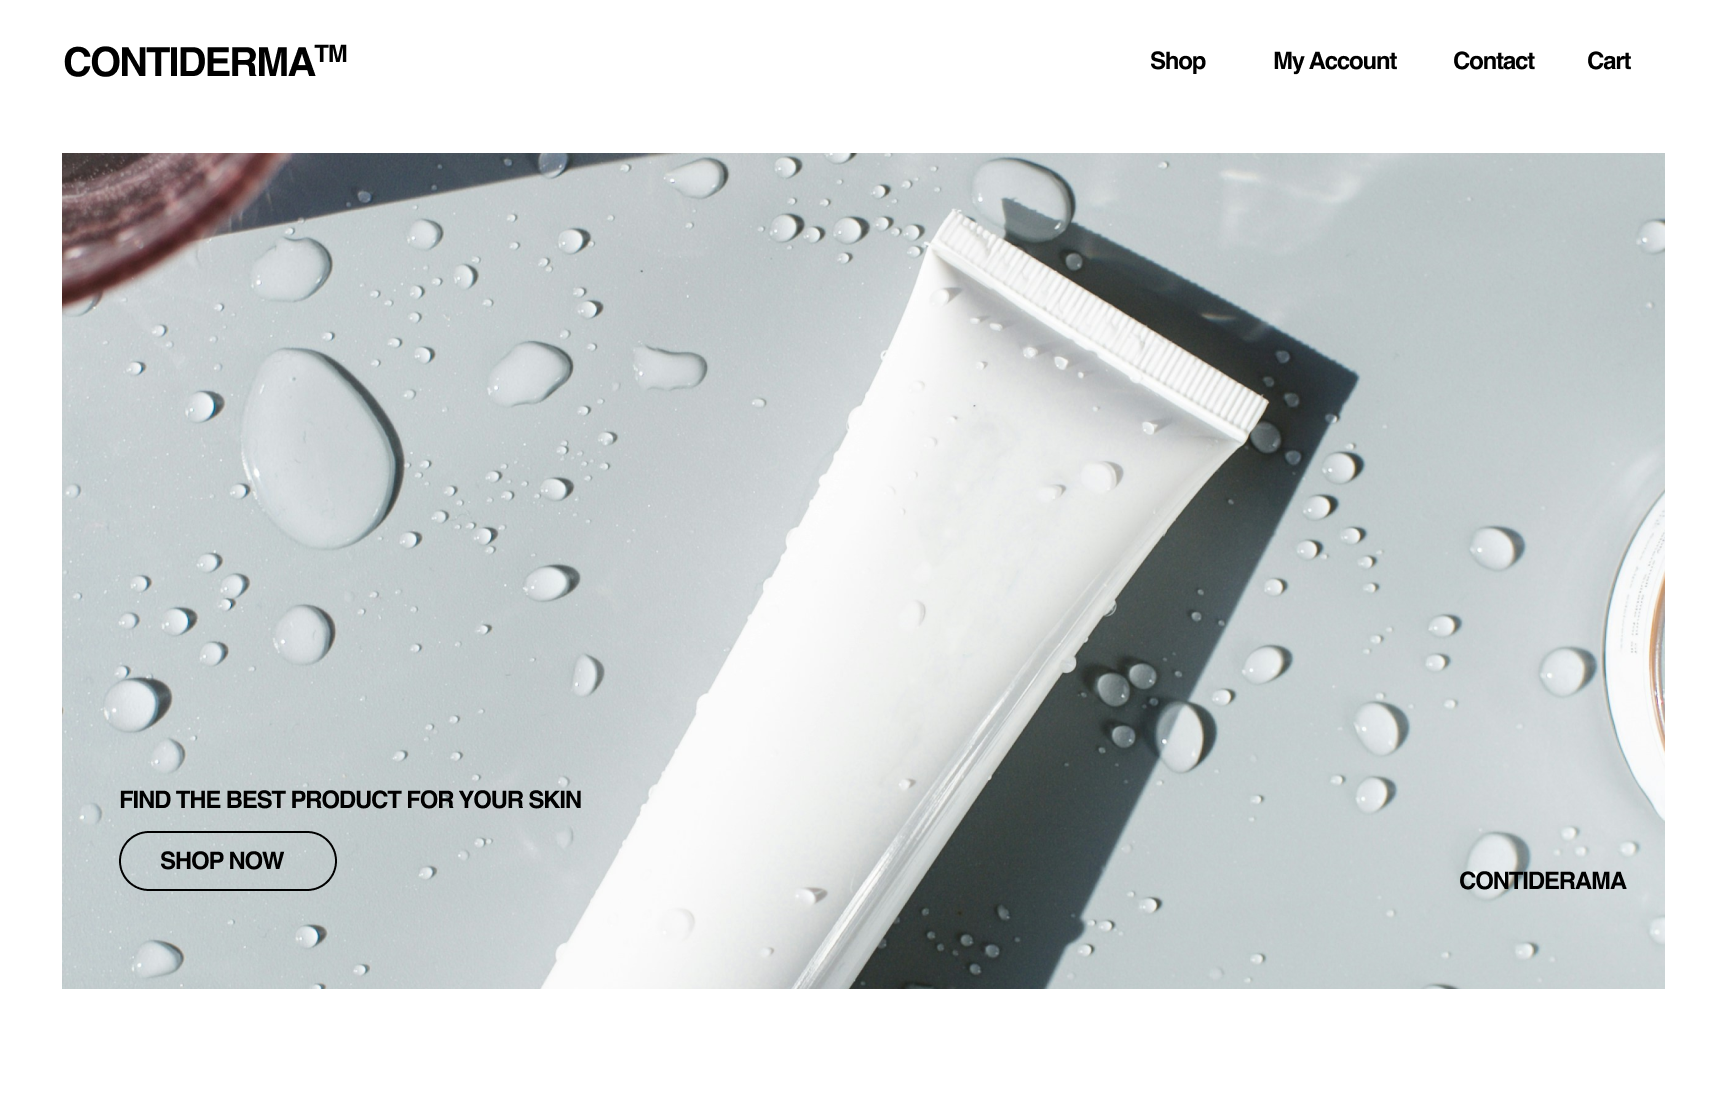 CONTIDERMA™
Shop My Account Contact Cart
FIND THE BEST PRODUCT FOR YOUR SKIN
SHOP NOW
CONTIDERAMA